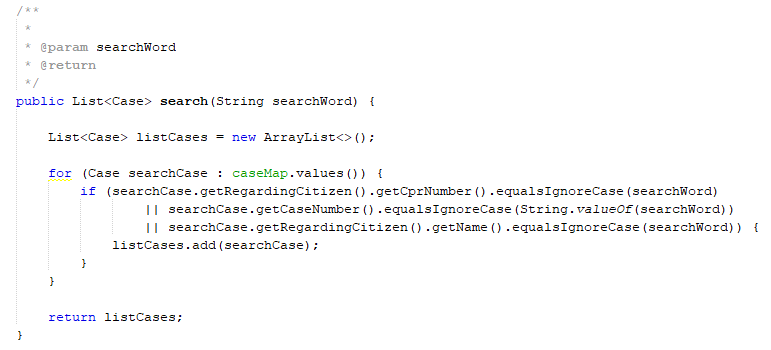 /**
 *
 * @param searchWord
 * @return
 */
public List<Case> search(String searchWord) {
    List<Case> listCases = new ArrayList<>();
    for (Case searchCase : caseMap.values()) {
        if (searchCase.getRegardingCitizen().getCprNumber().equalsIgnoreCase(searchWord)
                || searchCase.getCaseNumber().equalsIgnoreCase(String.valueOf(searchWord))
                || searchCase.getRegardingCitizen().getName().equalsIgnoreCase(searchWord)) {
            listCases.add(searchCase);
        }
    }
    return listCases;
}